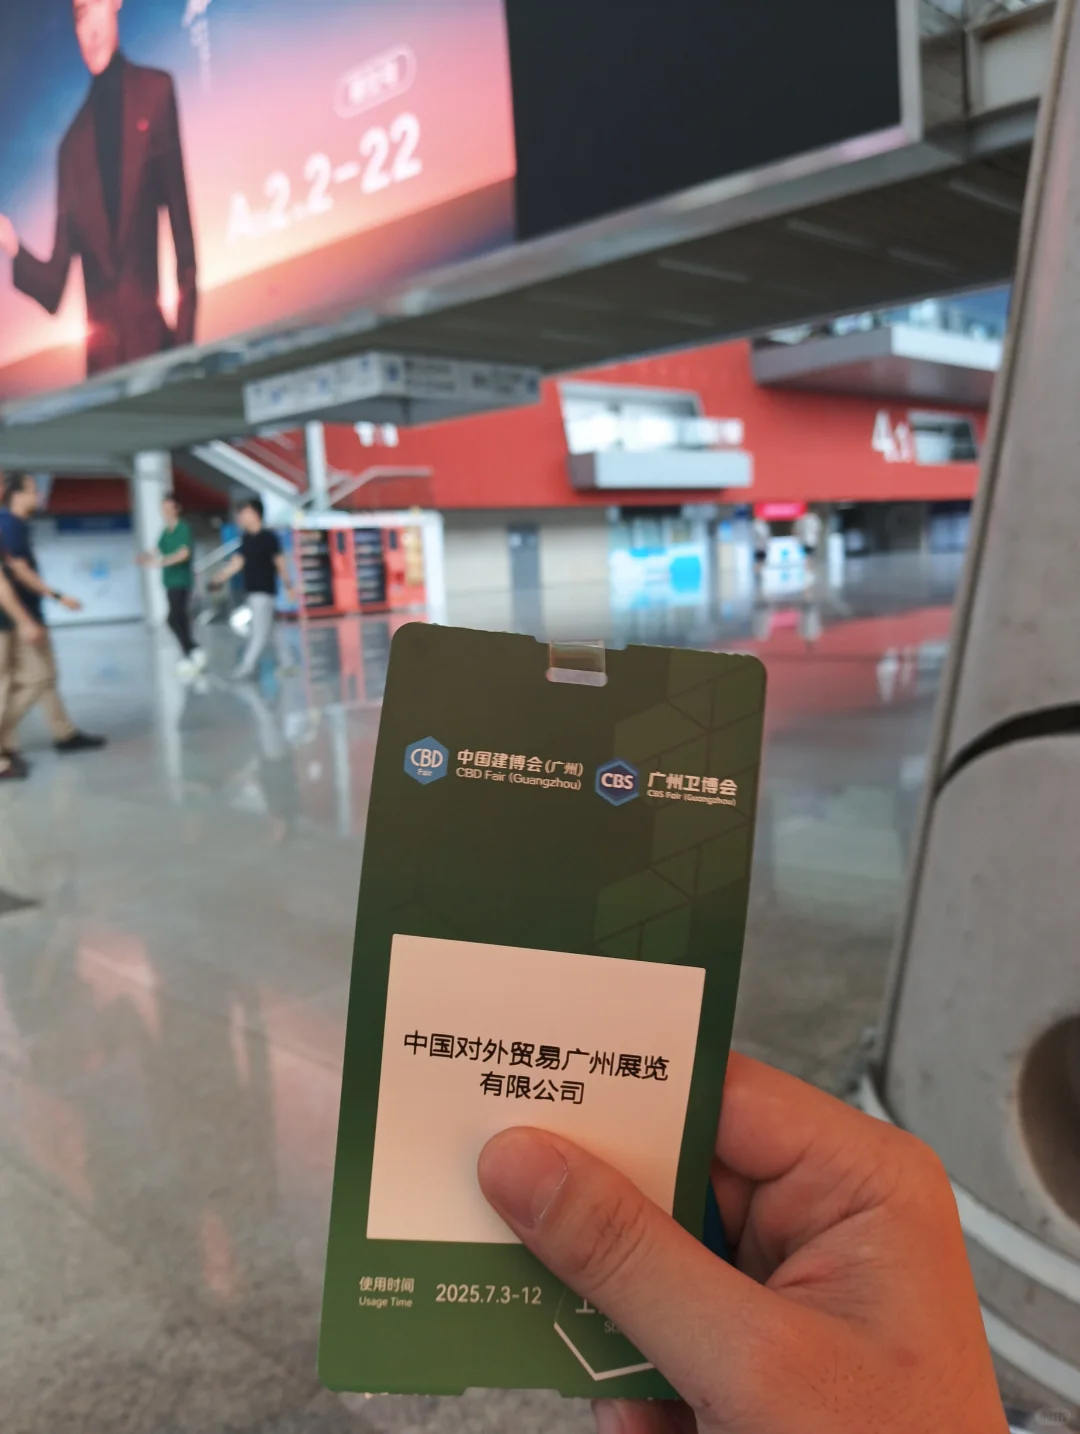 A.2.2-22
4.1
CBD
Fair
中国建博会(广州)
CBD Fair (Guangzhou)
CBS
广州卫博会
CBS Fair (Guangzhou)
中国对外贸易广州展览
有限公司
使用时间
Usage Time
2025.7.3-12